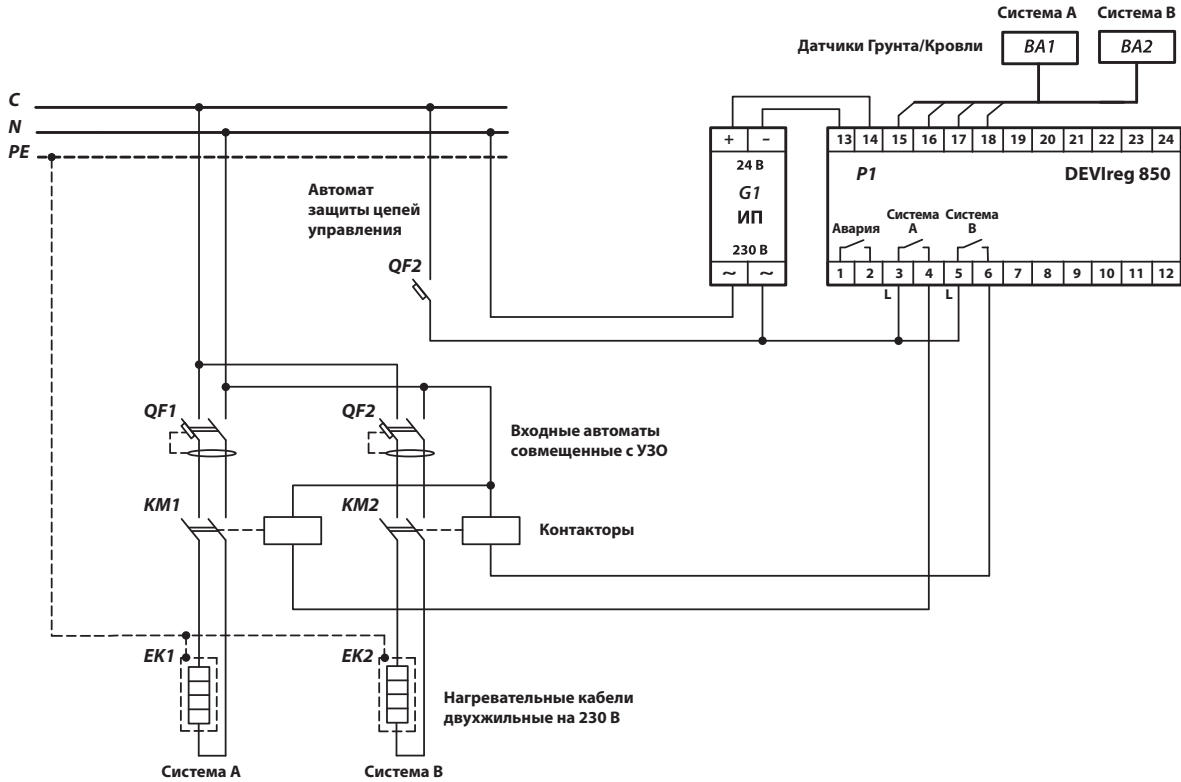 Система А Система В
Датчики Грунта/Кровли
BA1 BA2
C
N
PE
+ –
24 В
G1
ИП
230 В
~ ~
13 14 15 16 17 18 19 20 21 22 23 24
P1 DEVIreg 850
Авария
Система
А
Система
В
1 2 3 4 5 6 7 8 9 10 11 12
L L
Автомат
защиты цепей
управления
QF2
QF1 QF2
Входные автоматы
совмещенные с УЗО
KM1 KM2
Контакторы
EK1 EK2
Нагревательные кабели
двухжильные на 230 В
Система А Система В